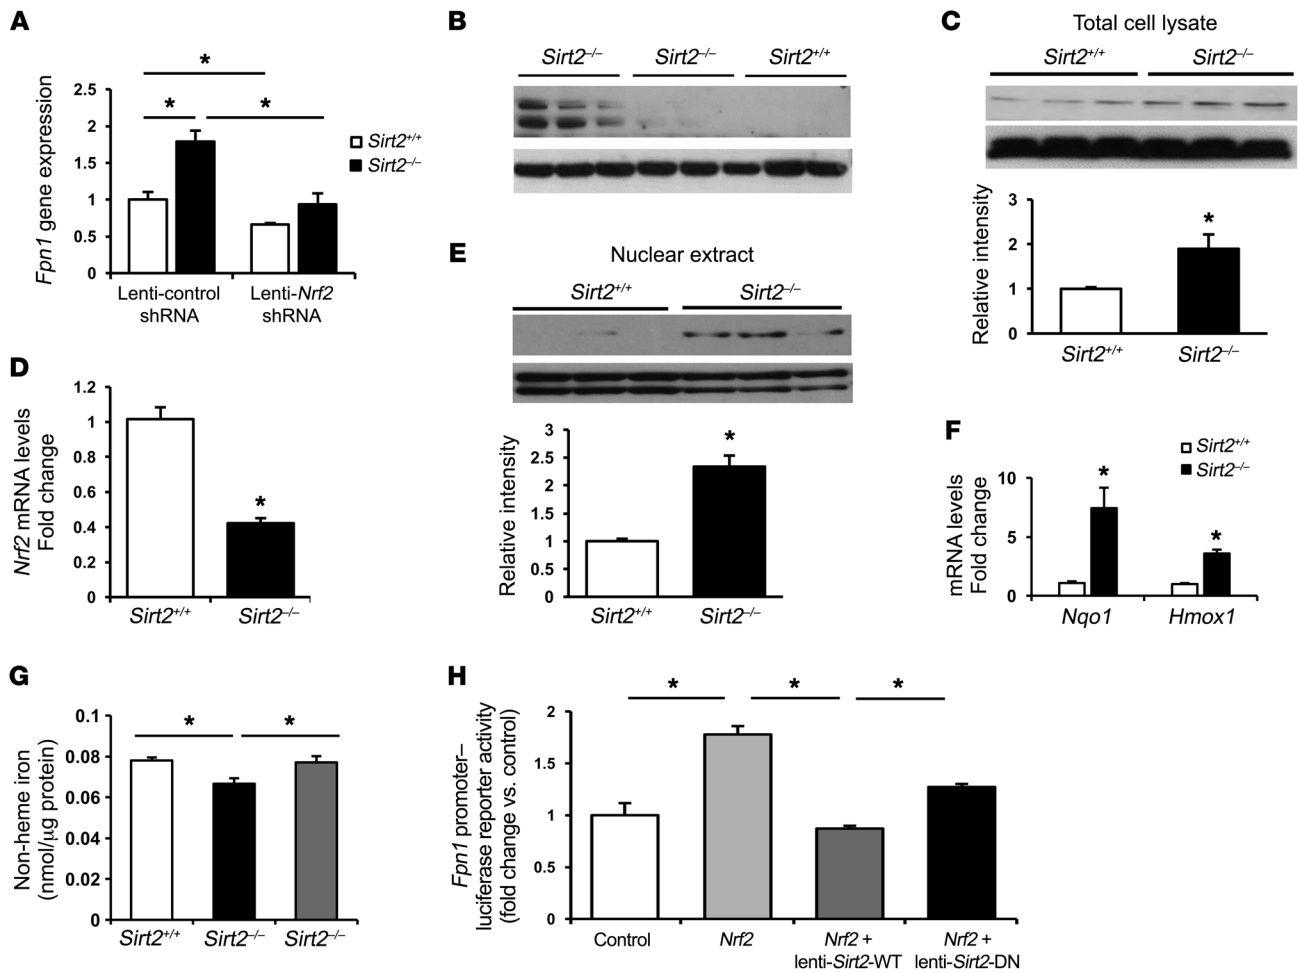 A
*
*
*
2.5
2
1.5
1
0.5
0
Fpn1 gene expression
Sirt2+/+
Sirt2–/–
Lenti-control shRNA
Lenti-Nrf2 shRNA
B
Sirt2–/–
Sirt2–/–
Sirt2+/+
C
Total cell lysate
Sirt2+/+
Sirt2–/–
3
2
1
0
Relative intensity
*
Sirt2+/+
Sirt2–/–
D
1.2
1
0.8
0.6
0.4
0.2
0
Nrf2 mRNA levels
Fold change
*
Sirt2+/+
Sirt2–/–
E
Nuclear extract
Sirt2+/+
Sirt2–/–
3
2.5
2
1.5
1
0.5
0
Relative intensity
*
Sirt2+/+
Sirt2–/–
F
Sirt2+/+
Sirt2–/–
10
5
0
mRNA levels
Fold change
*
*
Nqo1
Hmox1
G
0.1
0.08
0.06
0.04
0.02
0
Non-heme iron
(nmol/μg protein)
*
*
Sirt2+/+
Sirt2–/–
Sirt2–/–
H
*
*
*
2
1.5
1
0.5
0
Fpn1 promoter–
luciferase reporter activity
(fold change vs. control)
Control
Nrf2
Nrf2 +
lenti-Sirt2-WT
Nrf2 +
lenti-Sirt2-DN